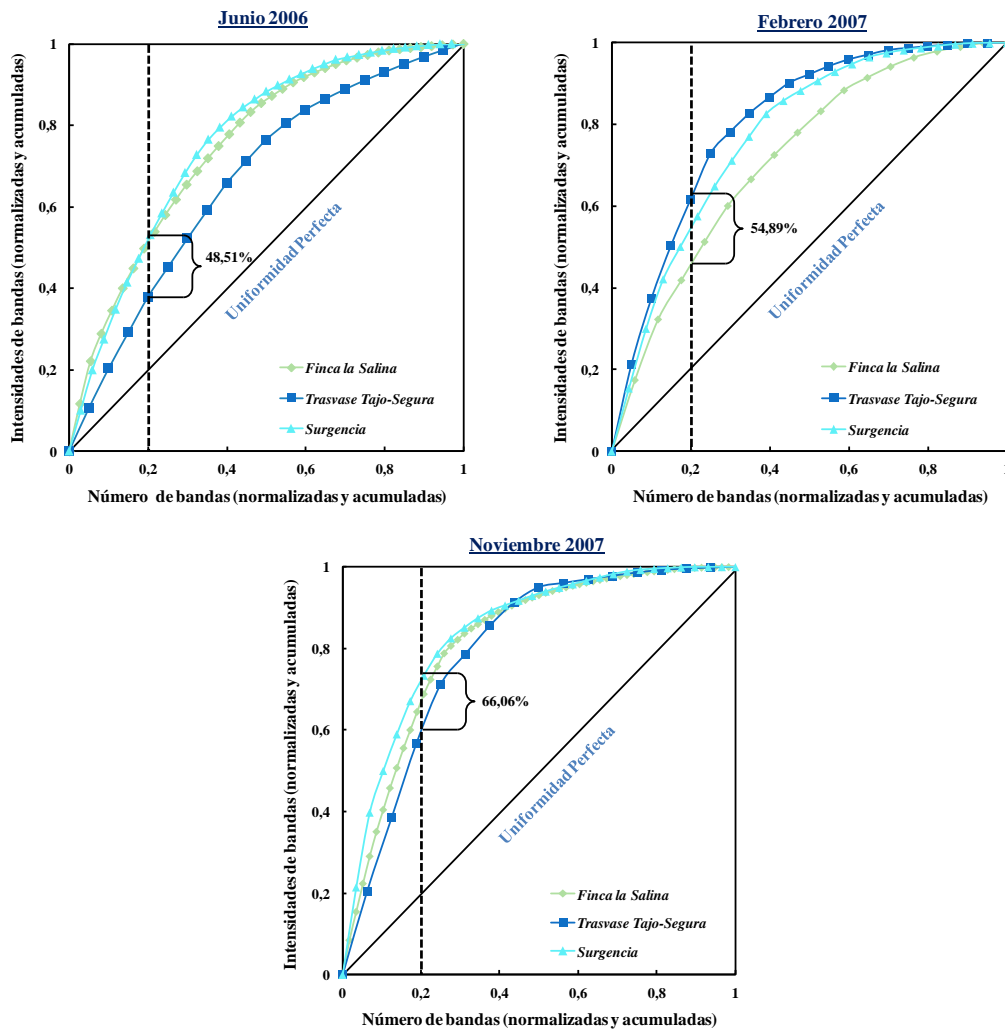 Junio 2006
Intensidades de bandas (normalizadas y acumuladas)
1
0,8
0,6
0,4
0,2
0
48,51%
Uniformidad Perfecta
Finca la Salina
Trasvase Tajo-Segura
Surgencia
0
0,2
0,4
0,6
0,8
1
Número de bandas (normalizadas y acumuladas)
Febrero 2007
Intensidades de bandas (normalizadas y acumuladas)
1
0,8
0,6
0,4
0,2
0
54,89%
Uniformidad Perfecta
Finca la Salina
Trasvase Tajo-Segura
Surgencia
0
0,2
0,4
0,6
0,8
1
Número de bandas (normalizadas y acumuladas)
Noviembre 2007
Intensidades de bandas (normalizadas y acumuladas)
1
0,8
0,6
0,4
0,2
0
66,06%
Uniformidad Perfecta
Finca la Salina
Trasvase Tajo-Segura
Surgencia
0
0,2
0,4
0,6
0,8
1
Número de bandas (normalizadas y acumuladas)